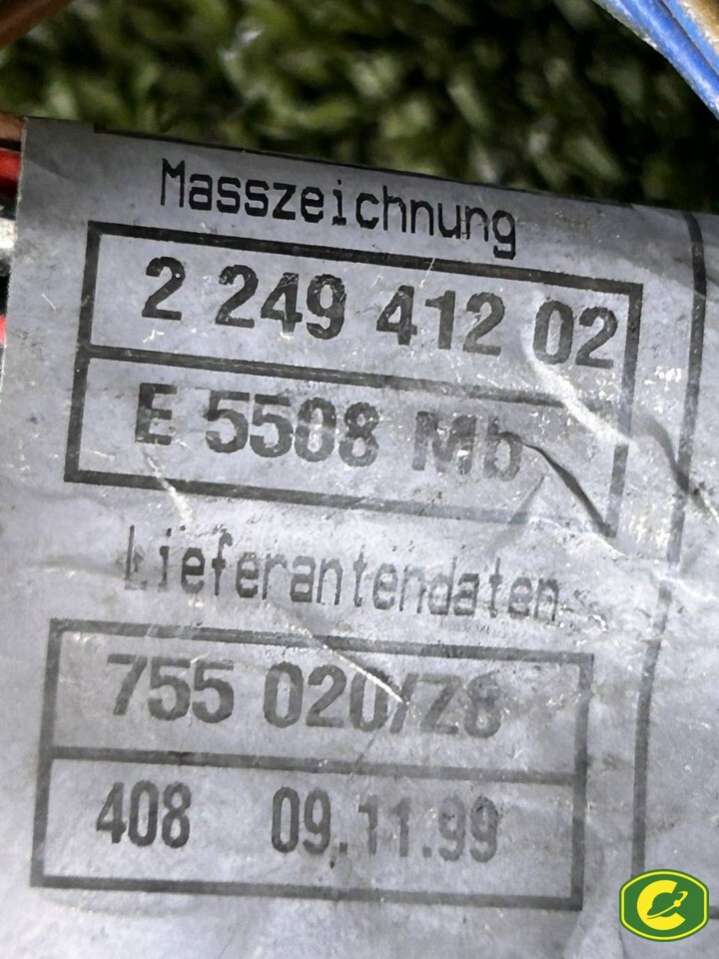 Masszeichnung
2 249 412 02
E 5508 Mb
Lieferantendaten
755 020/Z8
408 09.11.99